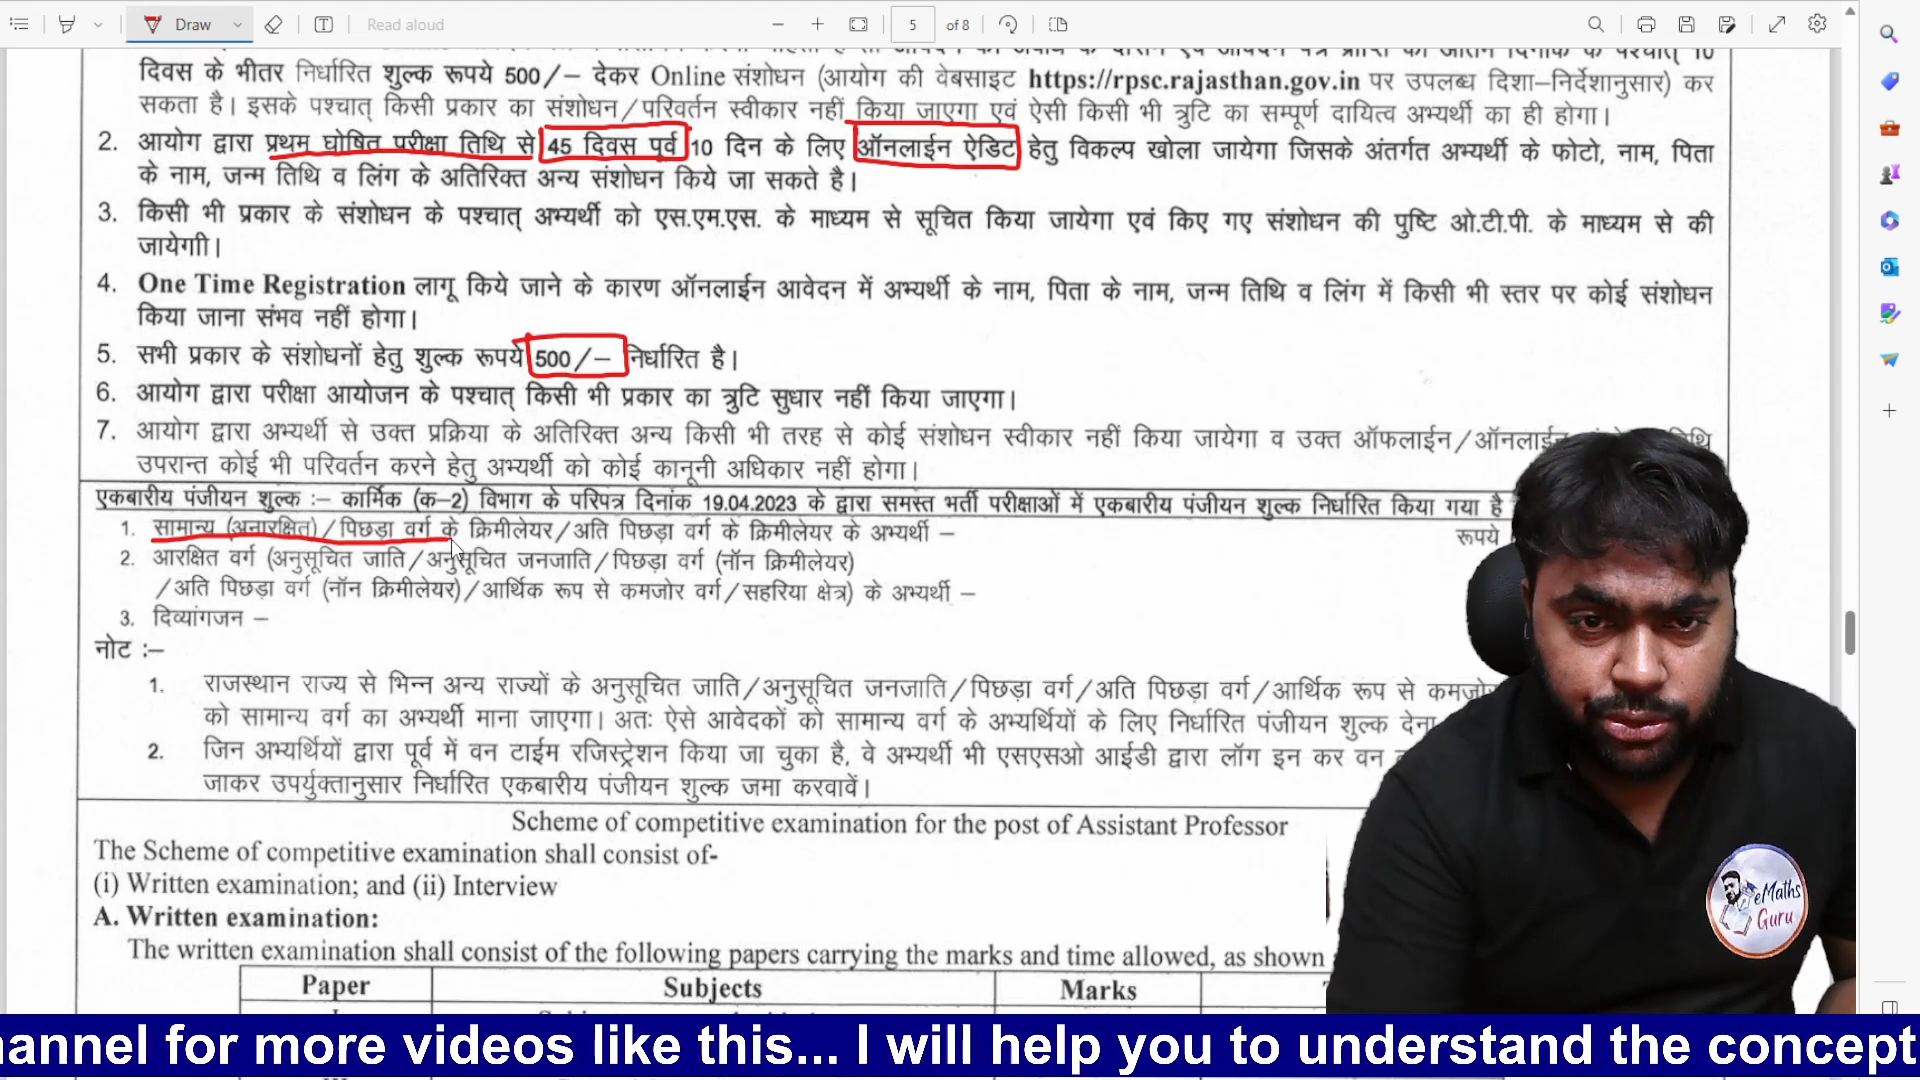 Draw
Read aloud
5 of 8
दिवस के भीतर निर्धारित शुल्क रूपये 500/– देकर Online संशोधन (आयोग की वेबसाइट https://rpsc.rajasthan.gov.in पर उपलब्ध दिशा–निर्देशानुसार) कर
सकता है। इसके पश्चात् किसी प्रकार का संशोधन/परिवर्तन स्वीकार नहीं किया जाएगा एवं ऐसी किसी भी त्रुटि का सम्पूर्ण दायित्व अभ्यर्थी का ही होगा।
2. आयोग द्वारा प्रथम घोषित परीक्षा तिथि से 45 दिवस पूर्व 10 दिन के लिए ऑनलाईन ऐडिट हेतु विकल्प खोला जायेगा जिसके अंतर्गत अभ्यर्थी के फोटो, नाम, पिता
के नाम, जन्म तिथि व लिंग के अतिरिक्त अन्य संशोधन किये जा सकते है।
3. किसी भी प्रकार के संशोधन के पश्चात् अभ्यर्थी को एस.एम.एस. के माध्यम से सूचित किया जायेगा एवं किए गए संशोधन की पुष्टि ओ.टी.पी. के माध्यम से की
जायेगी।
4. One Time Registration लागू किये जाने के कारण ऑनलाईन आवेदन में अभ्यर्थी के नाम, पिता के नाम, जन्म तिथि व लिंग में किसी भी स्तर पर कोई संशोधन
किया जाना संभव नहीं होगा।
5. सभी प्रकार के संशोधनों हेतु शुल्क रूपये 500/– निर्धारित है।
6. आयोग द्वारा परीक्षा आयोजन के पश्चात् किसी भी प्रकार का त्रुटि सुधार नहीं किया जाएगा।
7. आयोग द्वारा अभ्यर्थी से उक्त प्रक्रिया के अतिरिक्त अन्य किसी भी तरह से कोई संशोधन स्वीकार नहीं किया जायेगा व उक्त ऑफलाईन/ऑनलाईन
उपरान्त कोई भी परिवर्तन करने हेतु अभ्यर्थी को कोई कानूनी अधिकार नहीं होगा।
एकबारीय पंजीयन शुल्क :– कार्मिक (क–2) विभाग के परिपत्र दिनांक 19.04.2023 के द्वारा समस्त भर्ती परीक्षाओं में एकबारीय पंजीयन शुल्क निर्धारित किया गया है
1. सामान्य (अनारक्षित)/पिछड़ा वर्ग के क्रिमीलेयर/अति पिछड़ा वर्ग के क्रिमीलेयर के अभ्यर्थी – रूपये
2. आरक्षित वर्ग (अनुसूचित जाति/अनुसूचित जनजाति/पिछड़ा वर्ग (नॉन क्रिमीलेयर)
/अति पिछड़ा वर्ग (नॉन क्रिमीलेयर)/आर्थिक रूप से कमजोर वर्ग/सहरिया क्षेत्र) के अभ्यर्थी –
3. दिव्यांगजन –
नोट :–
1. राजस्थान राज्य से भिन्न अन्य राज्यों के अनुसूचित जाति/अनुसूचित जनजाति/पिछड़ा वर्ग/अति पिछड़ा वर्ग/आर्थिक रूप से
को सामान्य वर्ग का अभ्यर्थी माना जाएगा। अतः ऐसे आवेदकों को सामान्य वर्ग के अभ्यर्थियों के लिए निर्धारित पंजीयन शुल्क देना
2. जिन अभ्यर्थियों द्वारा पूर्व में वन टाईम रजिस्ट्रेशन किया जा चुका है, वे अभ्यर्थी भी एसएसओ आईडी द्वारा लॉग इन कर वन
जाकर उपर्युक्तानुसार निर्धारित एकबारीय पंजीयन शुल्क जमा करवावें।
Scheme of competitive examination for the post of Assistant Professor
The Scheme of competitive examination shall consist of-
(i) Written examination; and (ii) Interview
A. Written examination:
The written examination shall consist of the following papers carrying the marks and time allowed, as shown
Paper Subjects Marks
eMaths
Guru
hannel for more videos like this... I will help you to understand the concept